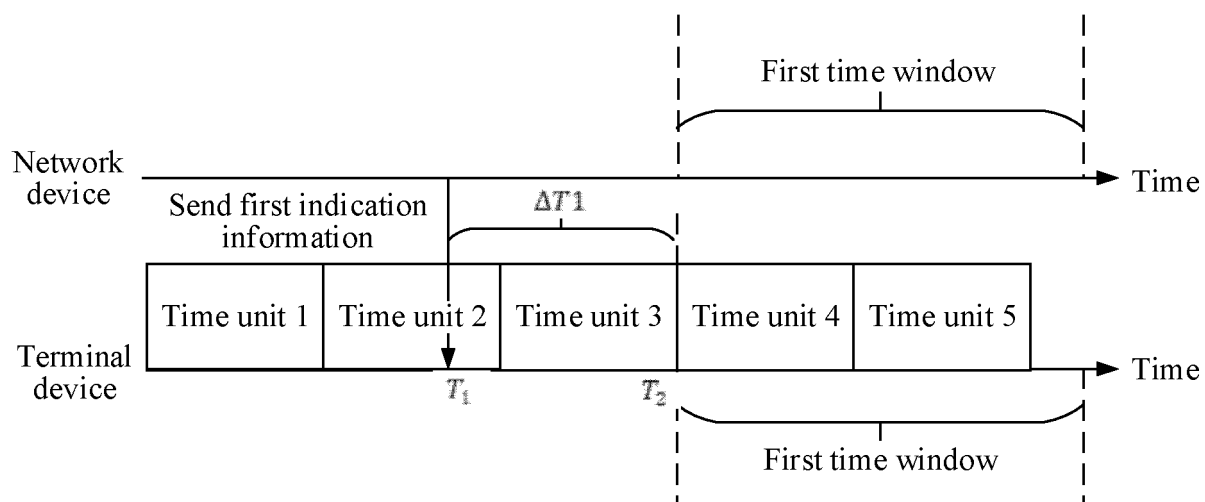 First time window
Network
device
Time
Send first indication
information
ΔT1
Time unit 1
Time unit 2
Time unit 3
Time unit 4
Time unit 5
Terminal
device
Time
T₁
T₂
First time window